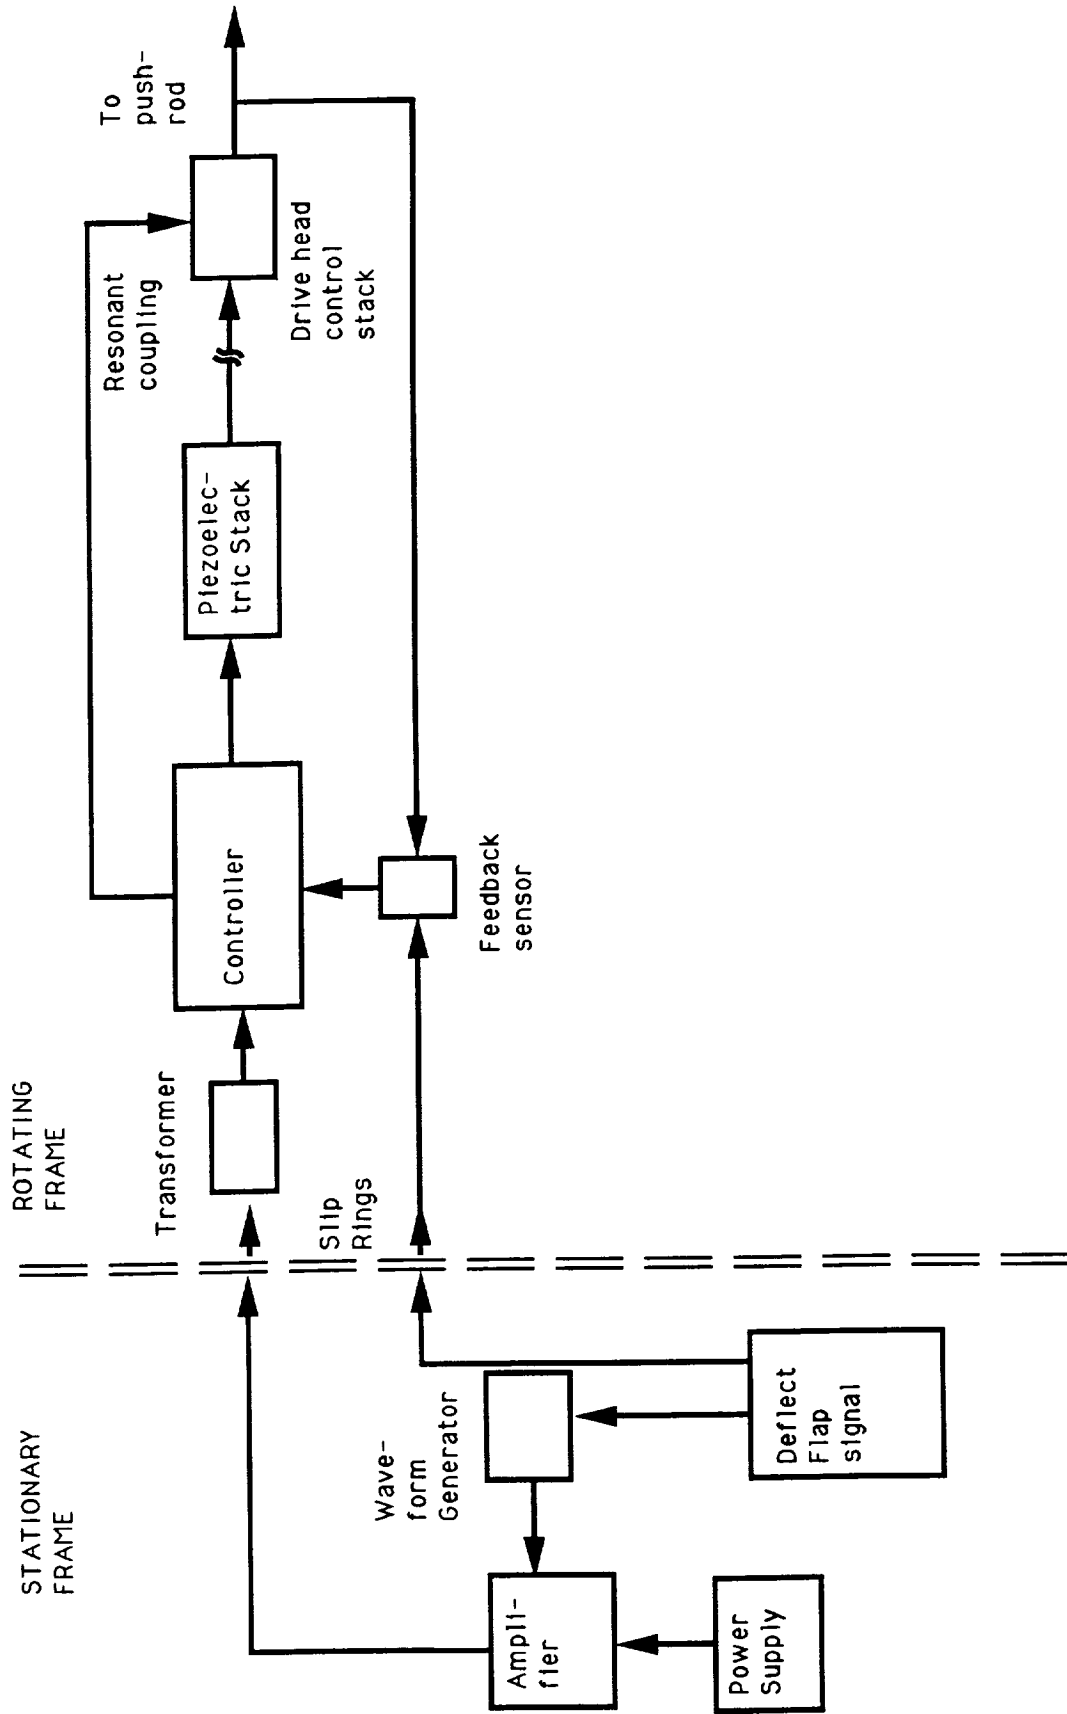 STATIONARY
FRAME
ROTATING
FRAME
Transformer
Controller
Resonant
coupling
Piezoelec-
tric Stack
To
push-
rod
Drive head
control
stack
Slip
Rings
Feedback
sensor
Wave-
form
Generator
Ampli-
fier
Power
Supply
Deflect
Flap
signal